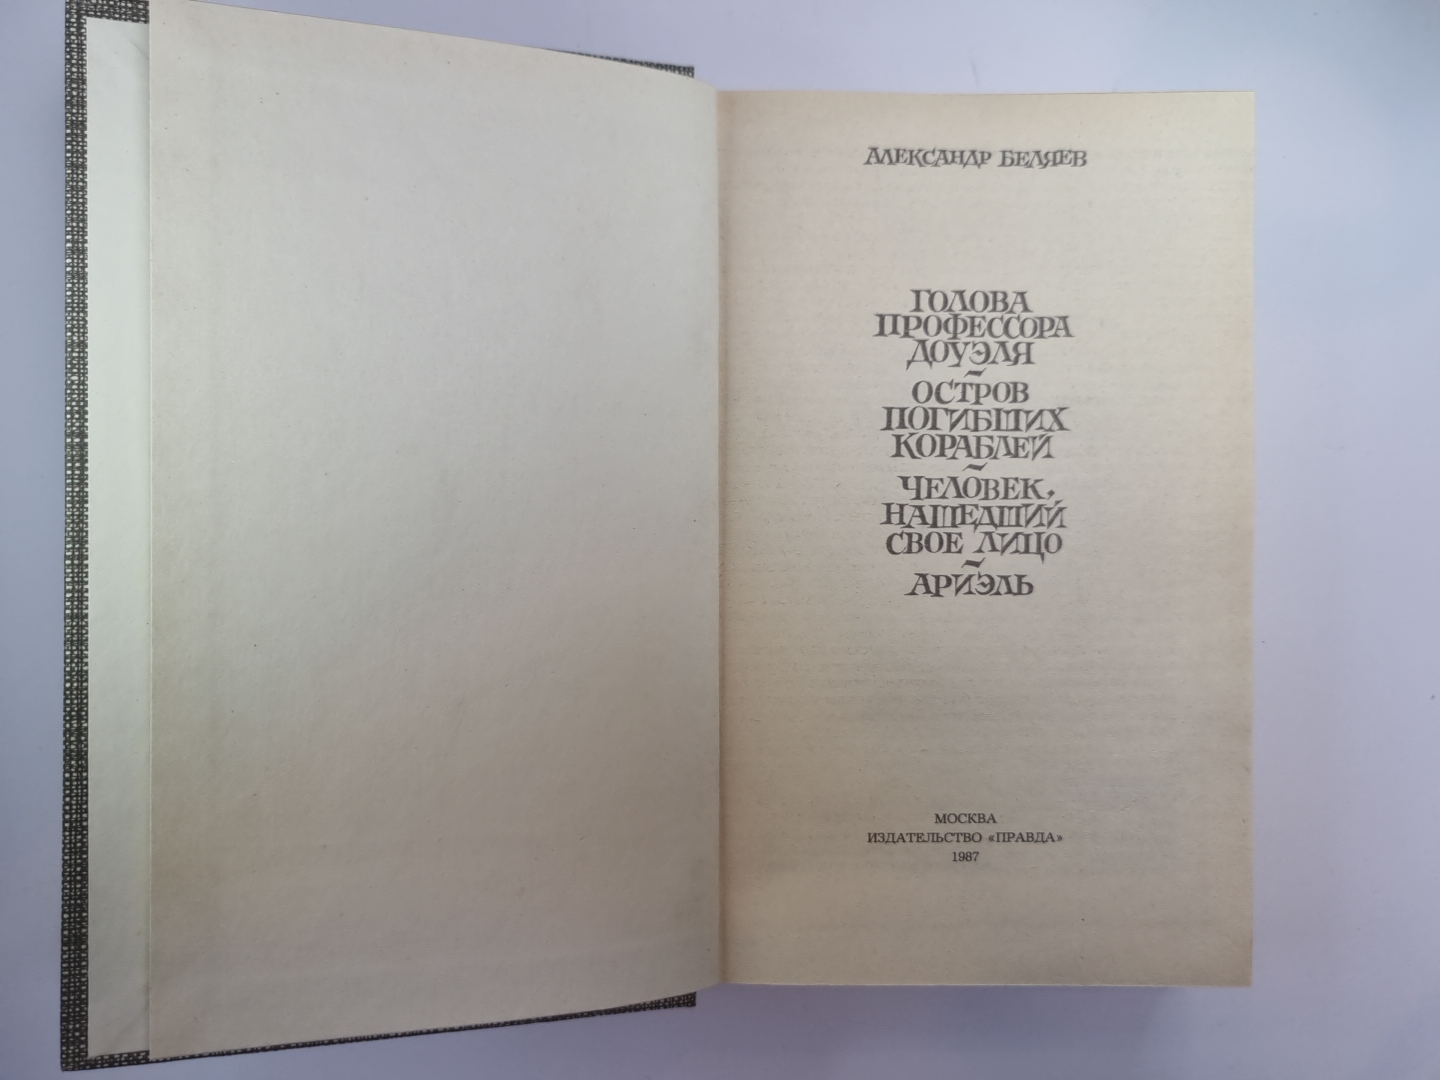 АЛЕКСАНДР БЕЛЯЕВ
ГОЛОВА
ПРОФЕССОРА
ДОУЭЛЯ
~
ОСТРОВ
ПОГИБШИХ
КОРАБЛЕЙ
~
ЧЕЛОВЕК,
НАШЕДШИЙ
СВОЕ ЛИЦО
~
АРИЭЛЬ
МОСКВА
ИЗДАТЕЛЬСТВО «ПРАВДА»
1987